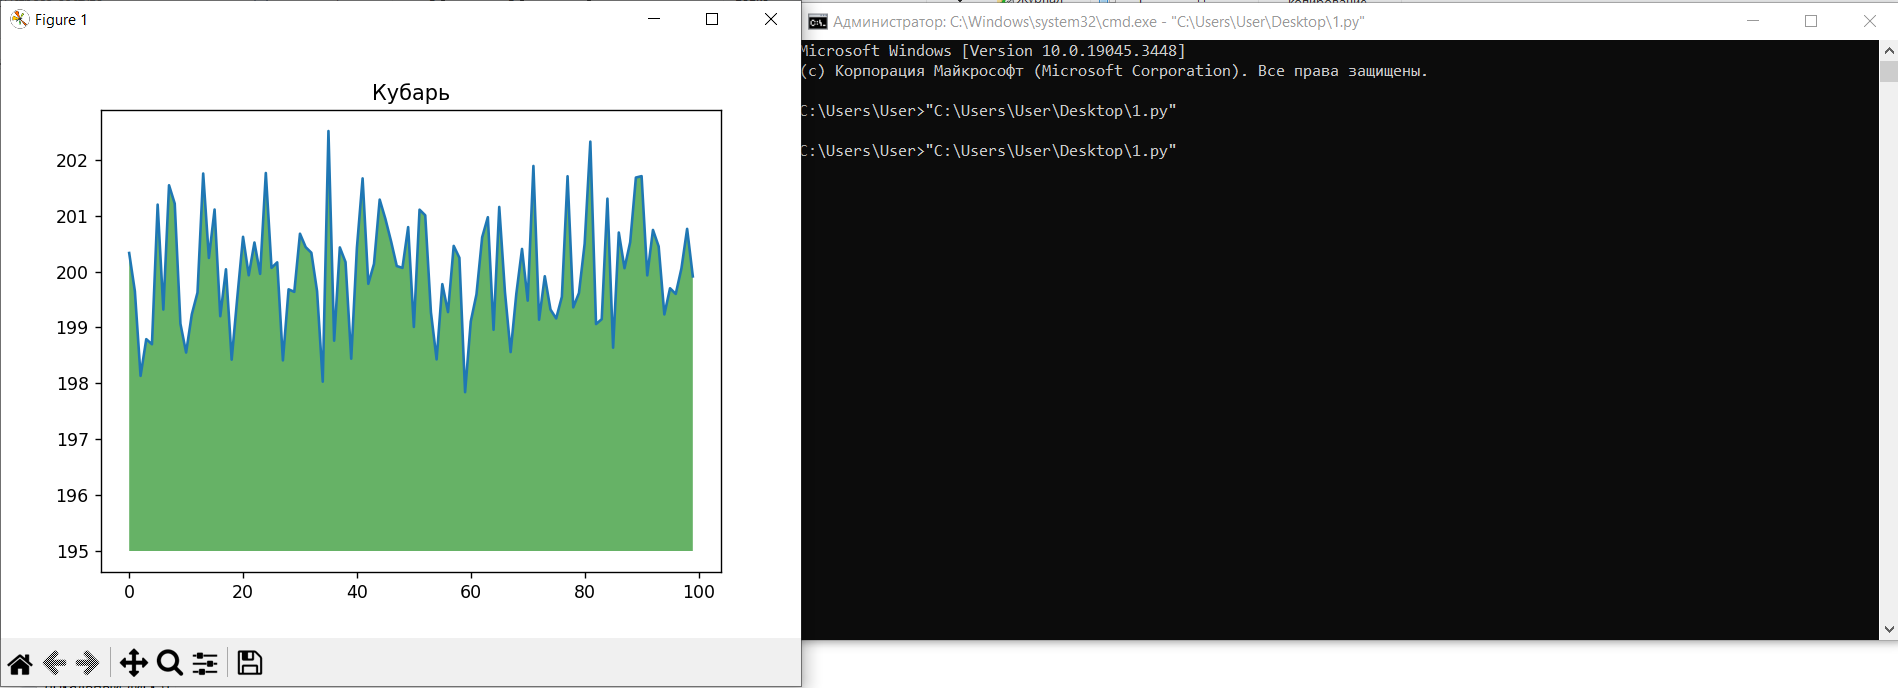 Figure 1
Кубарь
202
201
200
199
198
197
196
195
0 20 40 60 80 100
Администратор: C:\Windows\system32\cmd.exe - "C:\Users\User\Desktop\1.py"
Microsoft Windows [Version 10.0.19045.3448]
(c) Корпорация Майкрософт (Microsoft Corporation). Все права защищены.
C:\Users\User>"C:\Users\User\Desktop\1.py"
C:\Users\User>"C:\Users\User\Desktop\1.py"